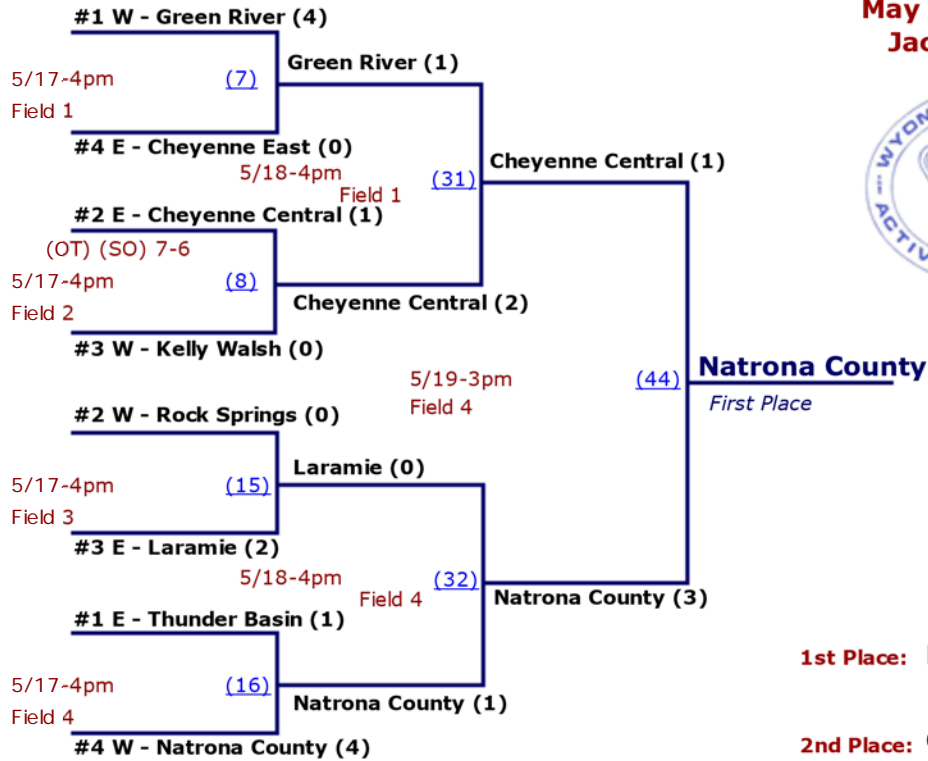 #1 W - Green River (4)
May
Jac
Green River (1)
5/17-4pm
(7)
Field 1
#4 E - Cheyenne East (0)
Cheyenne Central (1)
5/18-4pm
(31)
Field 1
#2 E - Cheyenne Central (1)
(OT) (SO) 7-6
5/17-4pm
(8)
Cheyenne Central (2)
Field 2
#3 W - Kelly Walsh (0)
Natrona County
5/19-3pm
(44)
Field 4
First Place
#2 W - Rock Springs (0)
Laramie (0)
5/17-4pm
(15)
Field 3
#3 E - Laramie (2)
5/18-4pm
(32)
Field 4
Natrona County (3)
#1 E - Thunder Basin (1)
1st Place:
5/17-4pm
(16)
Natrona County (1)
Field 4
#4 W - Natrona County (4)
2nd Place:
WYOM
ACTIV